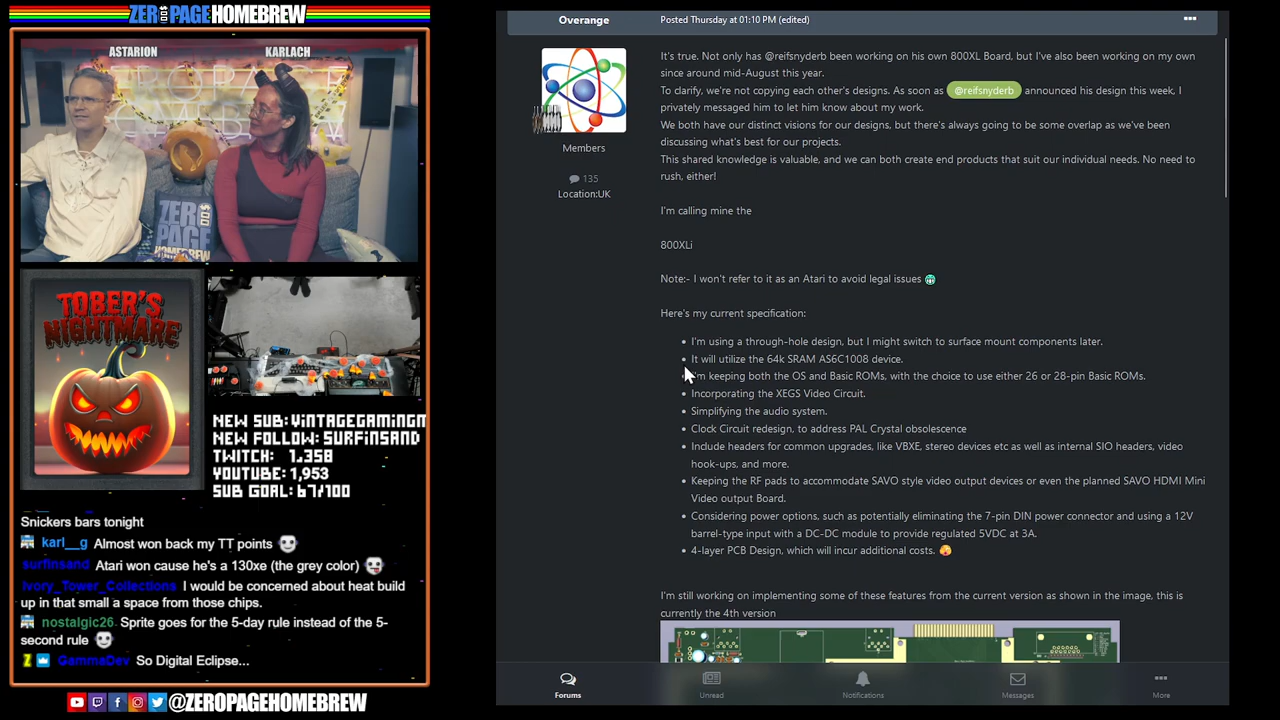 ZERO PAGE HOMEBREW
ASTARION
KARLACH
ZERO
PAGE
HOMEBREW
TOBER'S
NIGHTMARE
NEW SUB: VINTAGEGAMINGM
NEW FOLLOW: SURFINSAND
TWITCH: 1,358
YOUTUBE: 1,953
SUB GOAL: 67/100
Snickers bars tonight
karl__g Almost won back my TT points
surfinsand Atari won cause he's a 130xe (the grey color)
Ivory_Tower_Collections I would be concerned about heat build
up in that small a space from those chips.
nostalgic26 Sprite goes for the 5-day rule instead of the 5-
second rule
Z GammaDev So Digital Eclipse...
@ZEROPAGEHOMEBREW
Overange
Posted Thursday at 01:10 PM (edited)
Members
135
Location:UK
It's true. Not only has @reifsnyderb been working on his own 800XL Board, but I've also been working on my own
since around mid-August this year.
To clarify, we're not copying each other's designs. As soon as @reifsnyderb announced his design this week, I
privately messaged him to let him know about my work.
We both have our distinct visions for our designs, but there's always going to be some overlap as we've been
discussing what's best for our projects.
This shared knowledge is valuable, and we can both create end products that suit our individual needs. No need to
rush, either!
I'm calling mine the
800XLi
Note:- I won't refer to it as an Atari to avoid legal issues
Here's my current specification:
I'm using a through-hole design, but I might switch to surface mount components later.
It will utilize the 64k SRAM AS6C1008 device.
I'm keeping both the OS and Basic ROMs, with the choice to use either 26 or 28-pin Basic ROMs.
Incorporating the XEGS Video Circuit.
Simplifying the audio system.
Clock Circuit redesign, to address PAL Crystal obsolescence
Include headers for common upgrades, like VBXE, stereo devices etc as well as internal SIO headers, video
hook-ups, and more.
Keeping the RF pads to accommodate SAVO style video output devices or even the planned SAVO HDMI Mini
Video output Board.
Considering power options, such as potentially eliminating the 7-pin DIN power connector and using a 12V
barrel-type input with a DC-DC module to provide regulated 5VDC at 3A.
4-layer PCB Design, which will incur additional costs.
I'm still working on implementing some of these features from the current version as shown in the image, this is
currently the 4th version
Forums
Unread
Notifications
Messages
More